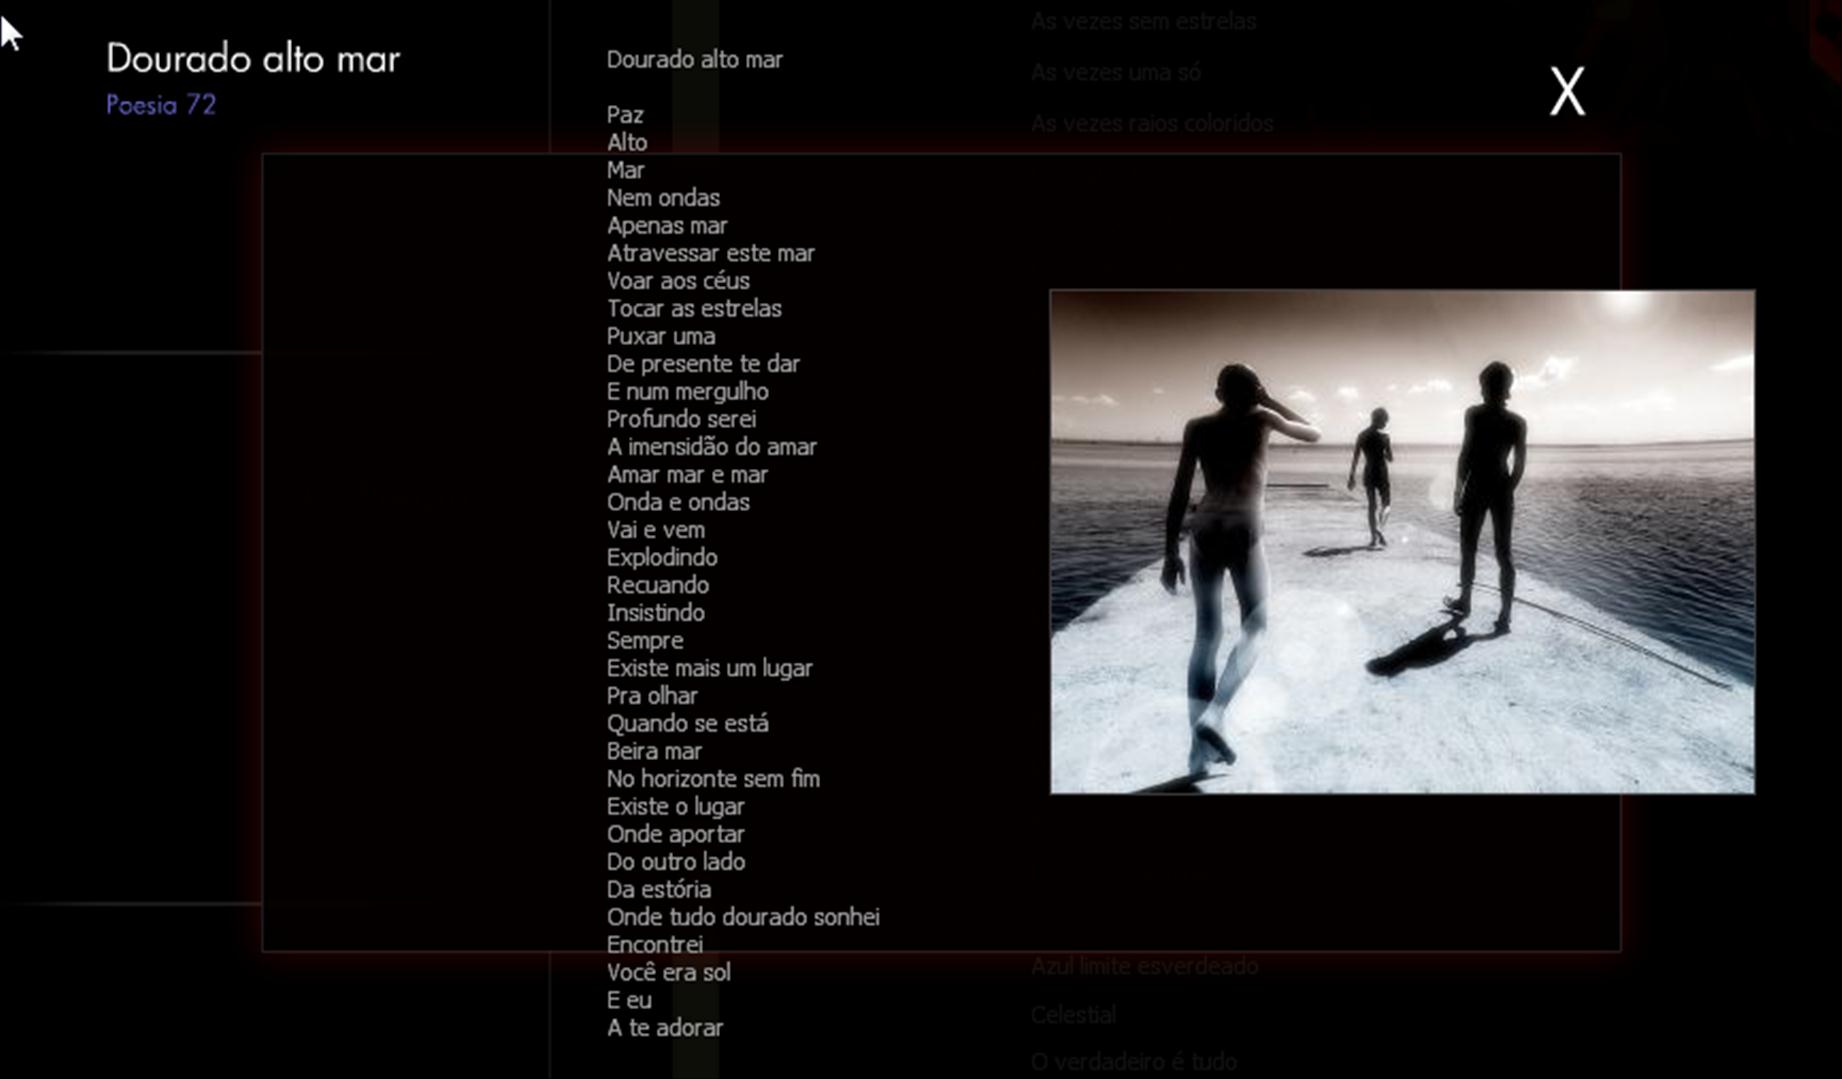 Dourado alto mar
Poesia 72
Dourado alto mar
Paz
Alto
Mar
Nem ondas
Apenas mar
Atravessar este mar
Voar aos céus
Tocar as estrelas
Puxar uma
De presente te dar
E num mergulho
Profundo serei
A imensidão do amar
Amar mar e mar
Onda e ondas
Vai e vem
Explodindo
Recuando
Insistindo
Sempre
Existe mais um lugar
Pra olhar
Quando se está
Beira mar
No horizonte sem fim
Existe o lugar
Onde aportar
Do outro lado
Da estória
Onde tudo dourado sonhei
Encontrei
Você era sol
E eu
A te adorar
As vezes sem estrelas
As vezes uma só
As vezes raios coloridos
X
Azul limite esverdeado
Celestial
O verdadeiro é tudo